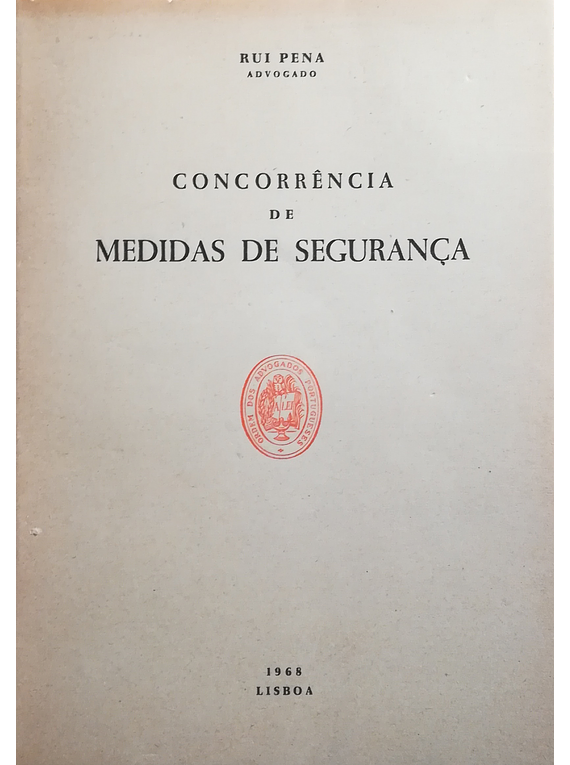 RUI PENA
ADVOGADO
CONCORRÊNCIA
DE
MEDIDAS DE SEGURANÇA
ORDEM DOS ADVOGADOS PORTUGUESES
1968
LISBOA